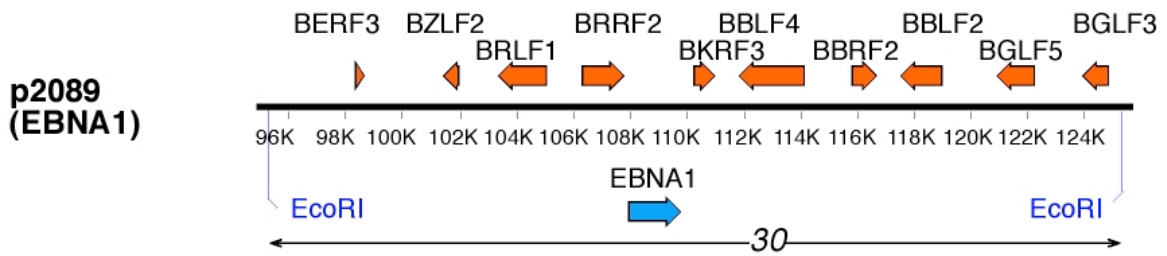 BERF3 BZLF2 BRRF2 BBLF4 BBLF2 BGLF3
BRLF1 BKRF3 BBRF2 BGLF5
p2089
(EBNA1)
96K 98K 100K 102K 104K 106K 108K 110K 112K 114K 116K 118K 120K 122K 124K
EBNA1
EcoRI EcoRI
30